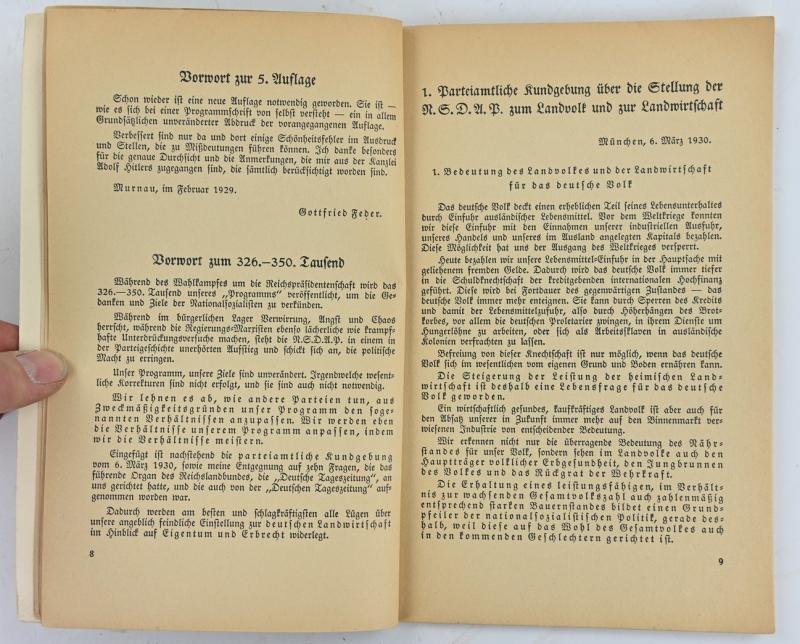 Vorwort zur 5. Auflage
Schon wieder ist eine neue Auflage notwendig geworden. Sie ist —
wie es sich bei einer Programmschrift von selbst versteht — ein in allem
Grundsätzlichen unveränderter Abdruck der vorangegangenen Auflage.
Verbessert sind nur da und dort einige Schönheitsfehler im Ausdruck
und Stellen, die zu Mißdeutungen führen können. Ich danke besonders
für die genaue Durchsicht und die Anmerkungen, die mir aus der Kanzlei
Adolf Hitlers zugegangen sind, die sämtlich berücksichtigt wurden.
Murnau, im Februar 1929.
Gottfried Feder.
Vorwort zum 326.—350. Tausend
Während des Wahlkampfes um die Reichspräsidentenschaft wird das
326.—350. Tausend unseres „Programms“ veröffentlicht, um die Ge-
danken und Ziele der Nationalsozialisten zu verkünden.
Während im bürgerlichen Lager Verwirrung, Angst und Chaos
herrscht, während die Regierungs-Marxisten ebenso lächerliche wie krampf-
hafte Unterdrückungsversuche machen, steht die N.S.D.A.P. in einem in
der Parteigeschichte unerhörten Aufstieg und schickt sich an, die politische
Macht zu erringen.
Unser Programm, unsere Ziele sind unverändert. Irgendwelche wesent-
liche Korrekturen sind nicht erfolgt, und sie sind auch nicht notwendig.
Wir lehnen es ab, wie andere Parteien tun, aus
Zweckmäßigkeitsgründen unser Programm den soge-
nannten Verhältnissen anzupassen. Wir werden eben
die Verhältnisse unserem Programm anpassen, indem
wir die Verhältnisse meistern.
Eingefügt ist nachstehend die parteiamtliche Kundgebung
vom 6. März 1930, sowie meine Entgegnung auf zehn Fragen, die das
führende Organ des Reichslandbundes, die „Deutsche Tageszeitung“, an
uns gerichtet hatte, und die auch von der „Deutschen Tageszeitung“ auf-
genommen worden war.
Dadurch werden am besten und schlagkräftigsten alle Lügen über
unsere angeblich feindliche Einstellung zur deutschen Landwirtschaft
im Hinblick auf Eigentum und Erbrecht widerlegt.
8
1. Parteiamtliche Kundgebung über die Stellung der
N.S.D.A.P. zum Landvolk und zur Landwirtschaft
München, 6. März 1930.
1. Bedeutung des Landvolkes und der Landwirtschaft
für das deutsche Volk
Das deutsche Volk deckt einen erheblichen Teil seines Lebensunterhaltes
durch Einfuhr ausländischer Lebensmittel. Vor dem Weltkriege konnten
wir diese Einfuhr mit den Einnahmen unserer industriellen Ausfuhr,
unseres Handels und unseres im Ausland angelegten Kapitals bezahlen.
Diese Möglichkeit hat uns der Ausgang des Weltkrieges versperrt.
Heute bezahlen wir unsere Lebensmittel-Einfuhr in der Hauptsache mit
geliehenem fremden Gelde. Dadurch wird das deutsche Volk immer tiefer
in die Schuldknechtschaft der kreditgebenden internationalen Hochfinanz
geführt. Diese wird bei Fortdauer des gegenwärtigen Zustandes — das
deutsche Volk immer mehr enteignen. Sie kann durch Sperren des Kredits
und damit der Lebensmittelzufuhr, also durch Höherhängen des Brot-
korbes, vor allem die deutschen Proletarier zwingen, in ihrem Dienste um
Hungerlöhne zu arbeiten, oder sich als Arbeitssklaven in ausländische
Kolonien verfrachten zu lassen.
Befreiung von dieser Knechtschaft ist nur möglich, wenn das deutsche
Volk sich im wesentlichen vom eigenen Grund und Boden ernähren kann.
Die Steigerung der Leistung der heimischen Land-
wirtschaft ist deshalb eine Lebensfrage für das deutsche
Volk geworden.
Ein wirtschaftlich gesundes, kaufkräftiges Landvolk ist aber auch für
den Absatz unserer in Zukunft immer mehr auf den Binnenmarkt ver-
wiesenen Industrie von entscheidender Bedeutung.
Wir erkennen nicht nur die überragende Bedeutung des Nähr-
standes für unser Volk, sondern sehen im Landvolke auch den
Hauptträger volklicher Erbgesundheit, den Jungbrunnen
des Volkes und das Rückgrat der Wehrkraft.
Die Erhaltung eines leistungsfähigen, im Verhält-
nis zur wachsenden Gesamtvolkszahl auch zahlenmäßig
entsprechend starken Bauernstandes bildet einen Grund-
pfeiler der nationalsozialistischen Politik, gerade des-
halb, weil diese auf das Wohl des Gesamtvolkes auch
in den kommenden Geschlechtern gerichtet ist.
9